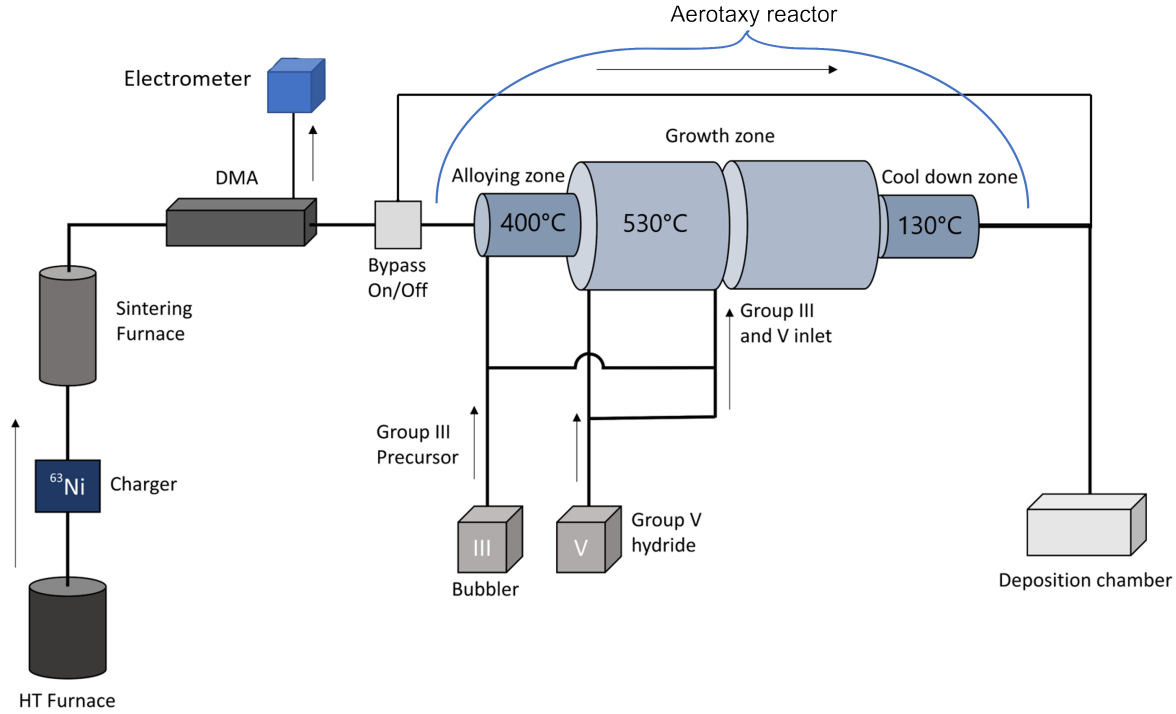 Aerotaxy reactor
Electrometer
Growth zone
DMA
Alloying zone
Cool down zone
400°C
530°C
130°C
Bypass
On/Off
Sintering
Furnace
Group III
and V inlet
Group III
Precursor
⁶³Ni
Charger
III
V
Group V
hydride
Bubbler
Deposition chamber
HT Furnace